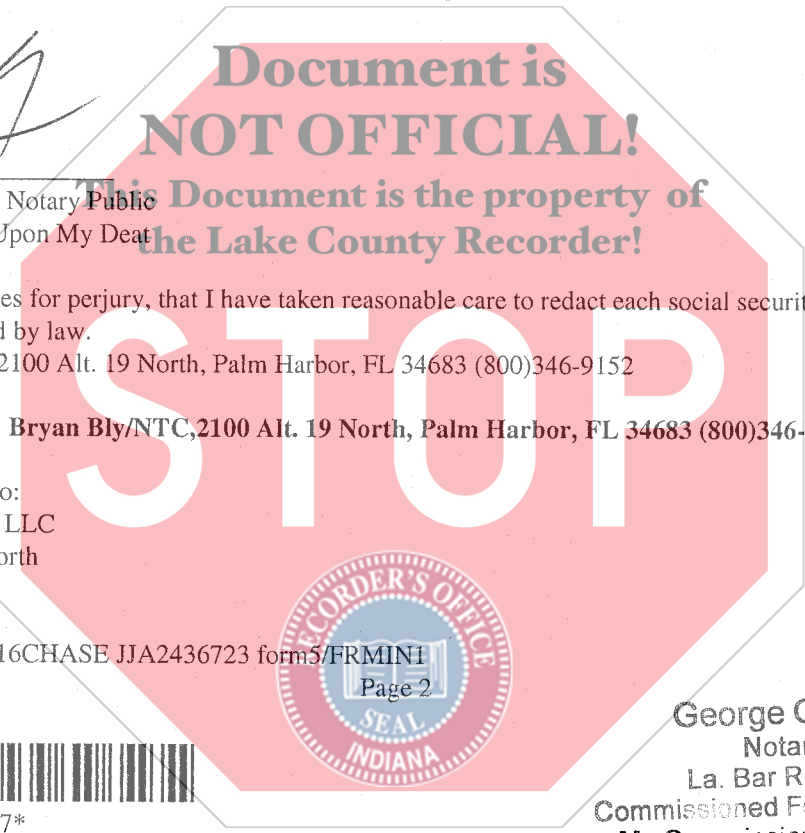 Document is
NOT OFFICIAL!
This Document is the property of
the Lake County Recorder!
Notary Public
Upon My Deat
es for perjury, that I have taken reasonable care to redact each social securit
d by law.
2100 Alt. 19 North, Palm Harbor, FL 34683 (800)346-9152
STOP
Bryan Bly/NTC,2100 Alt. 19 North, Palm Harbor, FL 34683 (800)346-
o:
LLC
orth
RECORDER'S OFFICE
16CHASE JJA2436723 form5/FRMIN1
Page 2
SEAL
INDIANA
7*
George
Nota
La. Bar R
Commissioned F